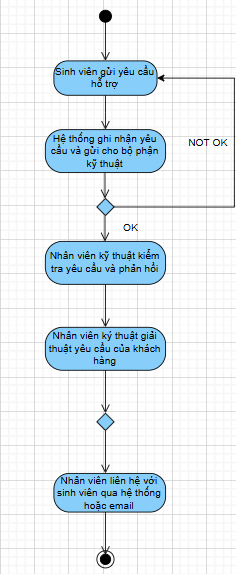 Sinh viên gửi yêu cầu
hỗ trợ
Hệ thống ghi nhận yêu
cầu và gửi cho bộ phận
kỹ thuật
NOT OK
OK
Nhân viên kỹ thuật kiểm
tra yêu cầu và phản hồi
Nhân viên ký thuật giải
thuật yêu cầu của khách
hàng
Nhân viên liên hệ với
sinh viên qua hệ thống
hoặc email